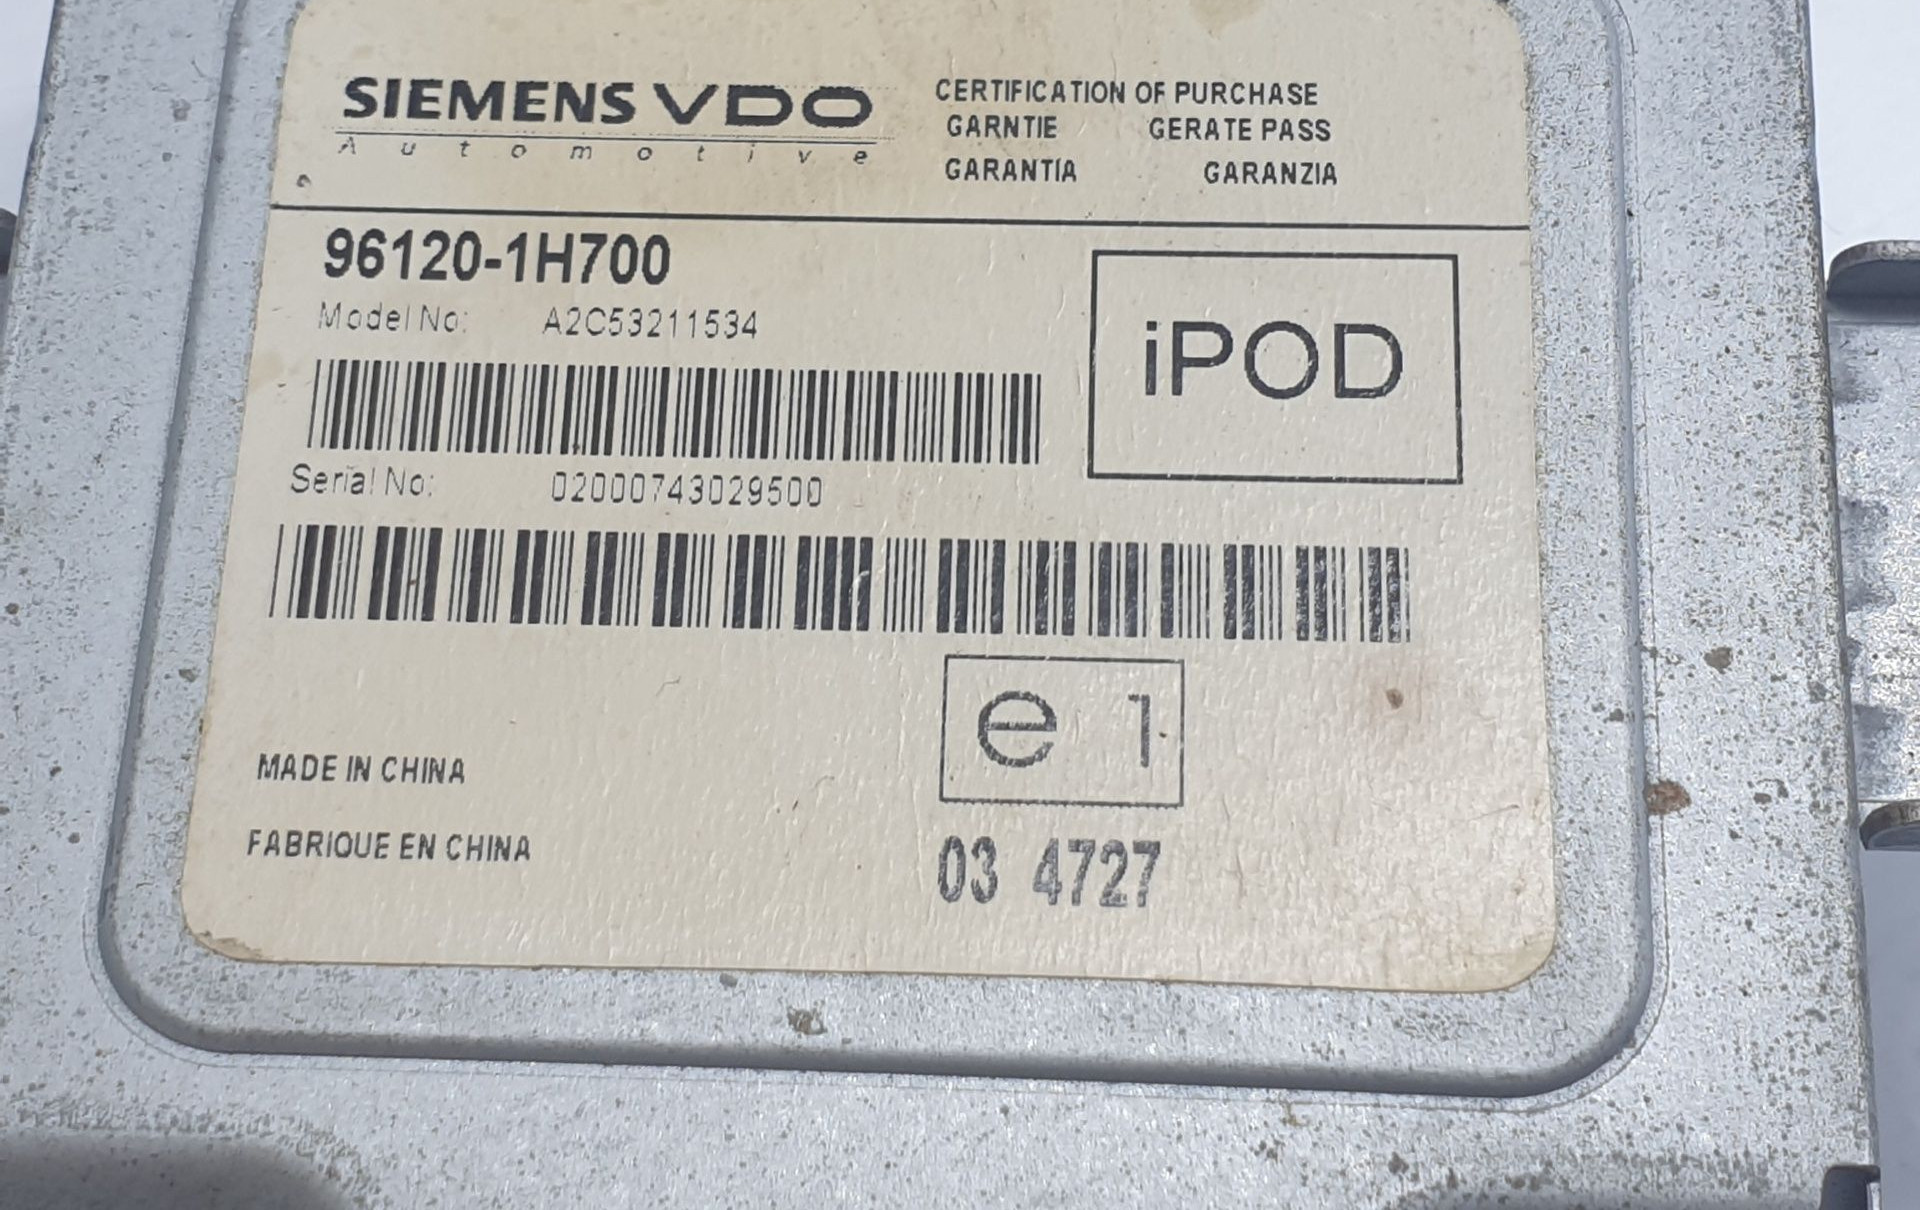 SIEMENS VDO
Automotive
CERTIFICATION OF PURCHASE
GARNTIE GERATE PASS
GARANTIA GARANZIA
96120-1H700
Model No: A2C53211534
iPOD
Serial No: 02000743029500
e 1
MADE IN CHINA
FABRIQUE EN CHINA
03 4727